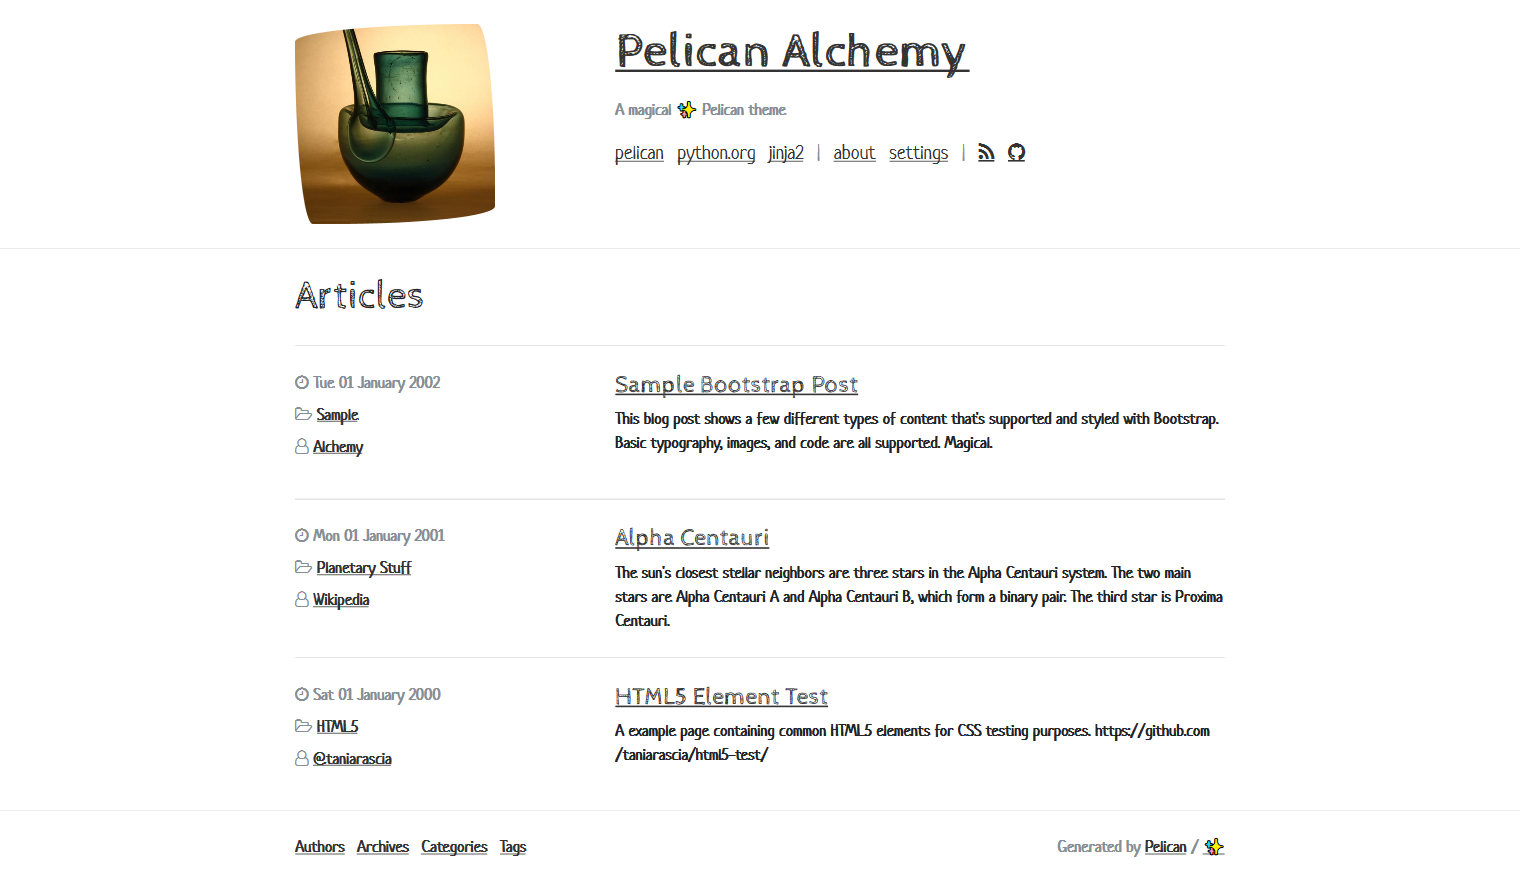 Pelican Alchemy
A magical ✨ Pelican theme
pelican python.org jinja2 | about settings |
Articles
Tue 01 January 2002
Sample
Alchemy
Sample Bootstrap Post
This blog post shows a few different types of content that's supported and styled with Bootstrap.
Basic typography, images, and code are all supported. Magical.
Mon 01 January 2001
Planetary Stuff
Wikipedia
Alpha Centauri
The sun's closest stellar neighbors are three stars in the Alpha Centauri system. The two main
stars are Alpha Centauri A and Alpha Centauri B, which form a binary pair. The third star is Proxima
Centauri.
Sat 01 January 2000
HTML5
@taniarascia
HTML5 Element Test
A example page containing common HTML5 elements for CSS testing purposes. https://github.com
/taniarascia/html5-test/
Authors Archives Categories Tags
Generated by Pelican / ✨